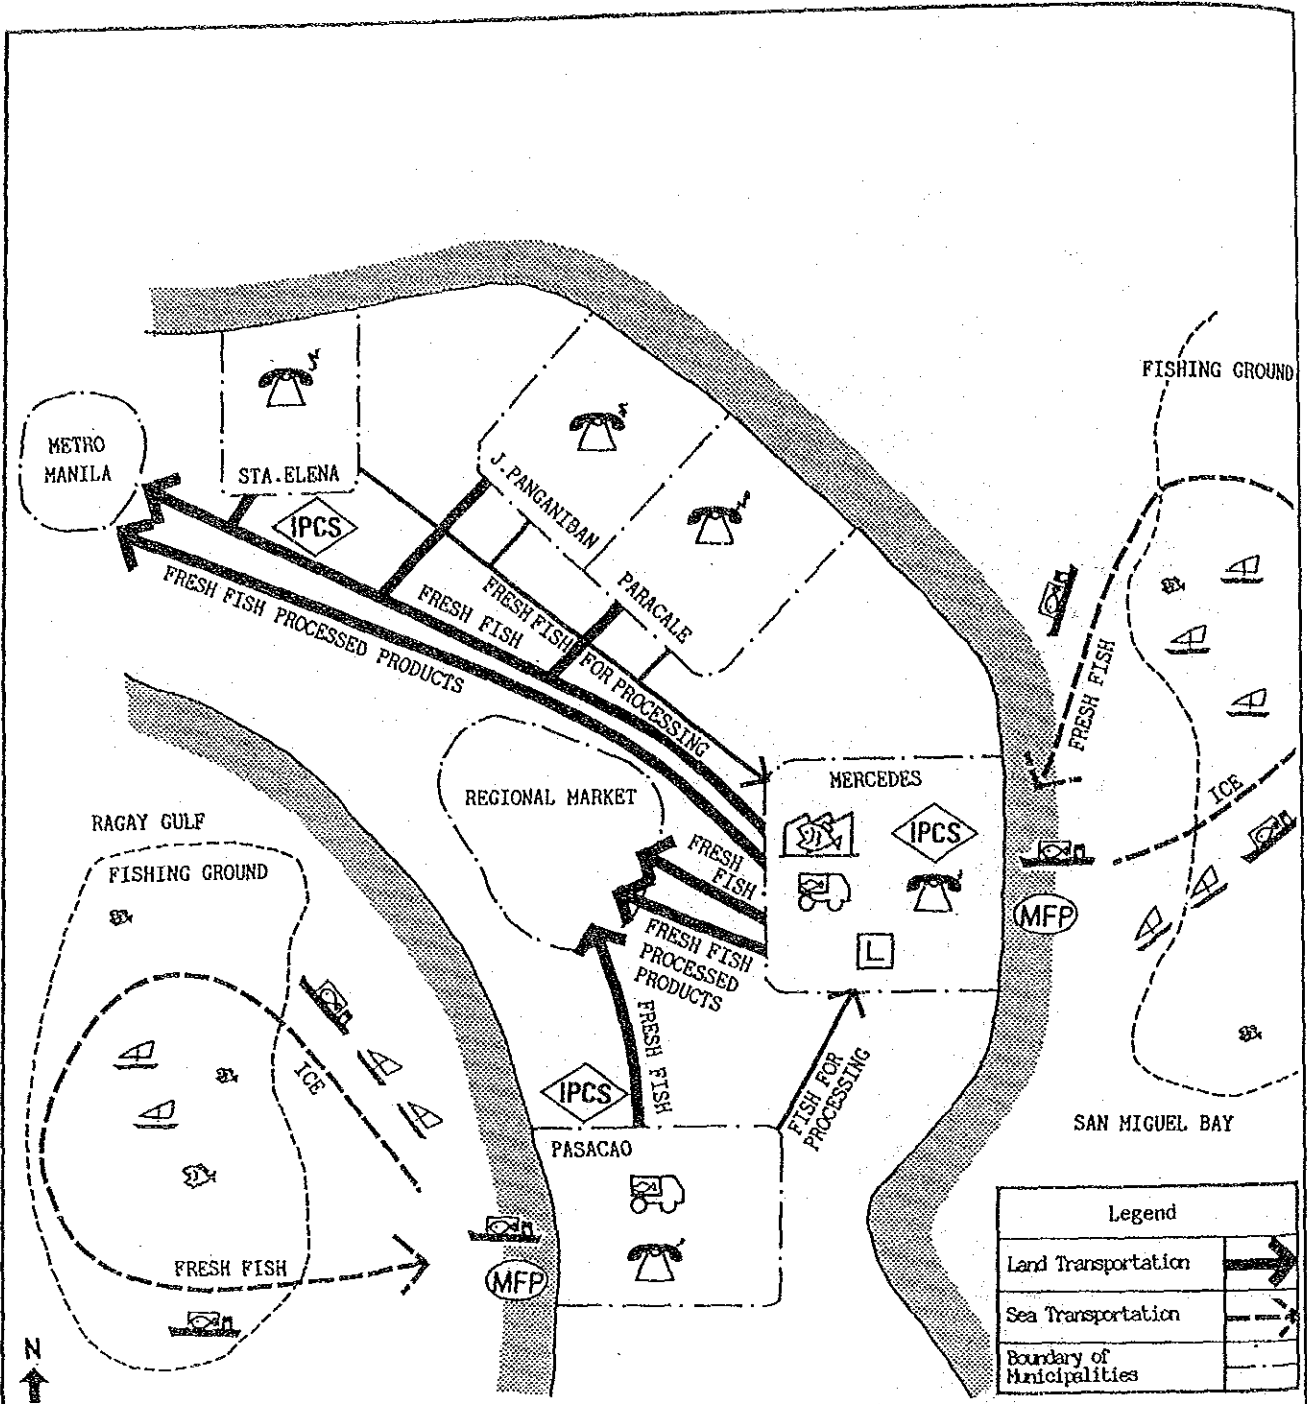 FISHING GROUND
METRO
MANILA
STA.ELENA
IPCS
J.PANGANIBAN
PARACALE
FRESH FISH PROCESSED PRODUCTS
FRESH FISH
FRESH FISH FOR PROCESSING
FRESH FISH
ICE
MERCEDES
IPCS
L
MFP
REGIONAL MARKET
FRESH
FISH
FRESH FISH
PROCESSED
PRODUCTS
RAGAY GULF
FISHING GROUND
ICE
FRESH FISH
FRESH FISH
IPCS
PASACAO
FISH FOR
PROCESSING
MFP
SAN MIGUEL BAY
N
Legend
Land Transportation
Sea Transportation
Boundary of
Municipalities